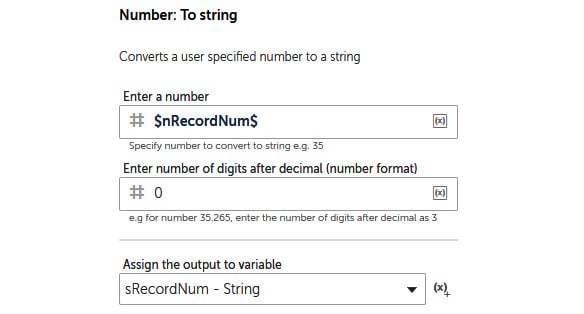 Number: To string
Converts a user specified number to a string
Enter a number
# $nRecordNum$ (x)
Specify number to convert to string e.g. 35
Enter number of digits after decimal (number format)
# 0 (x)
e.g for number 35.265, enter the number of digits after decimal as 3
Assign the output to variable
sRecordNum - String (x)+